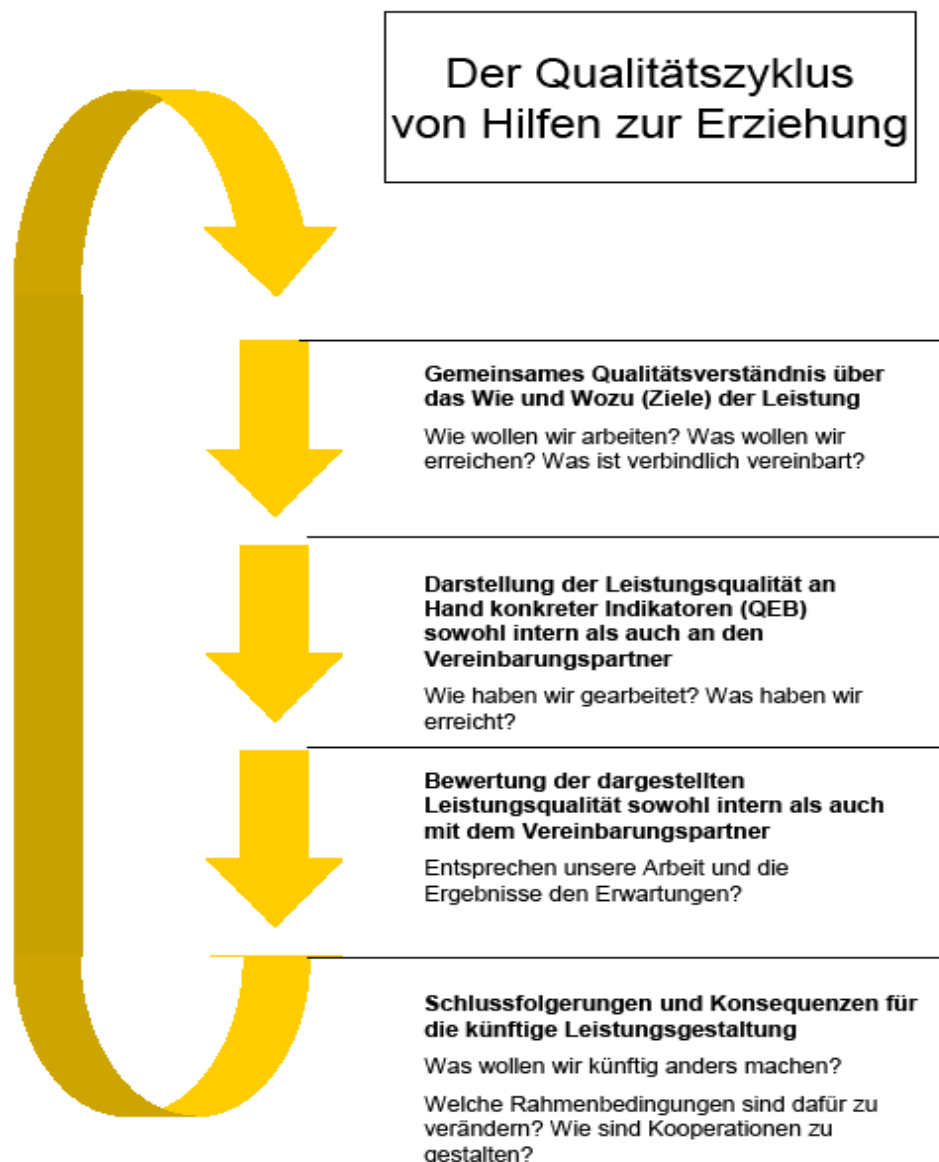 Der Qualitätszyklus
von Hilfen zur Erziehung
Gemeinsames Qualitätsverständnis über
das Wie und Wozu (Ziele) der Leistung
Wie wollen wir arbeiten? Was wollen wir
erreichen? Was ist verbindlich vereinbart?
Darstellung der Leistungsqualität an
Hand konkreter Indikatoren (QEB)
sowohl intern als auch an den
Vereinbarungspartner
Wie haben wir gearbeitet? Was haben wir
erreicht?
Bewertung der dargestellten
Leistungsqualität sowohl intern als auch
mit dem Vereinbarungspartner
Entsprechen unsere Arbeit und die
Ergebnisse den Erwartungen?
Schlussfolgerungen und Konsequenzen für
die künftige Leistungsgestaltung
Was wollen wir künftig anders machen?
Welche Rahmenbedingungen sind dafür zu
verändern? Wie sind Kooperationen zu
gestalten?